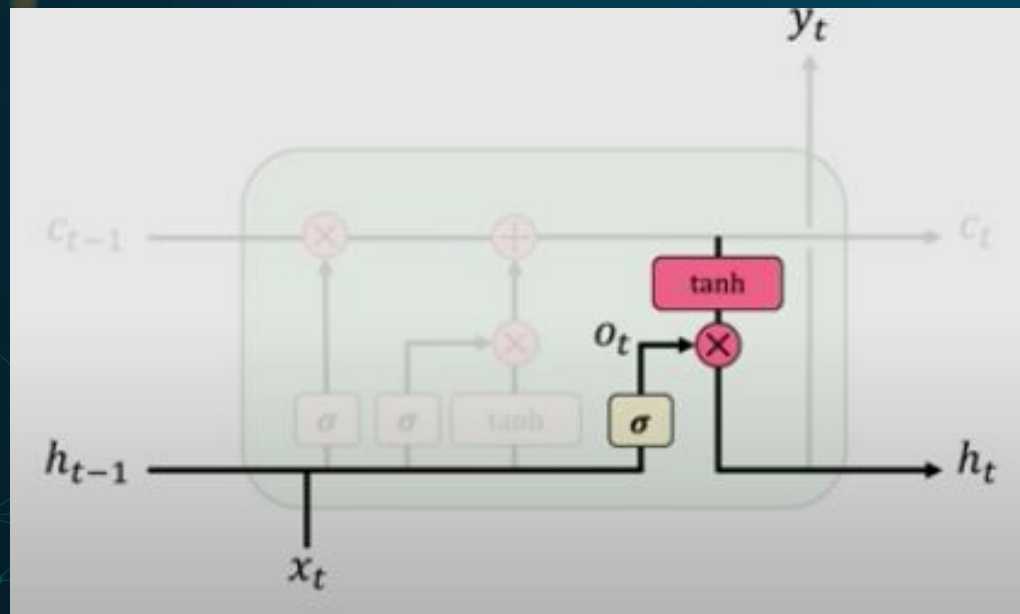 y_t
c_{t-1}
c_t
tanh
o_t
σ σ tanh σ
h_{t-1}
h_t
x_t